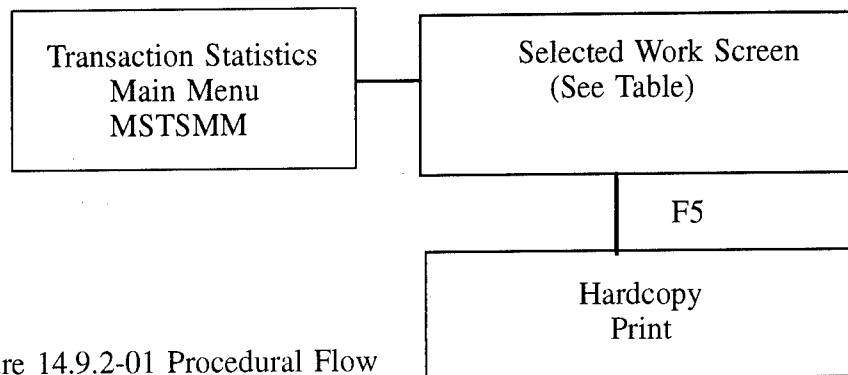 Transaction Statistics
Main Menu
MSTSMM
Selected Work Screen
(See Table)
F5
Hardcopy
Print
re 14.9.2-01 Procedural Flow